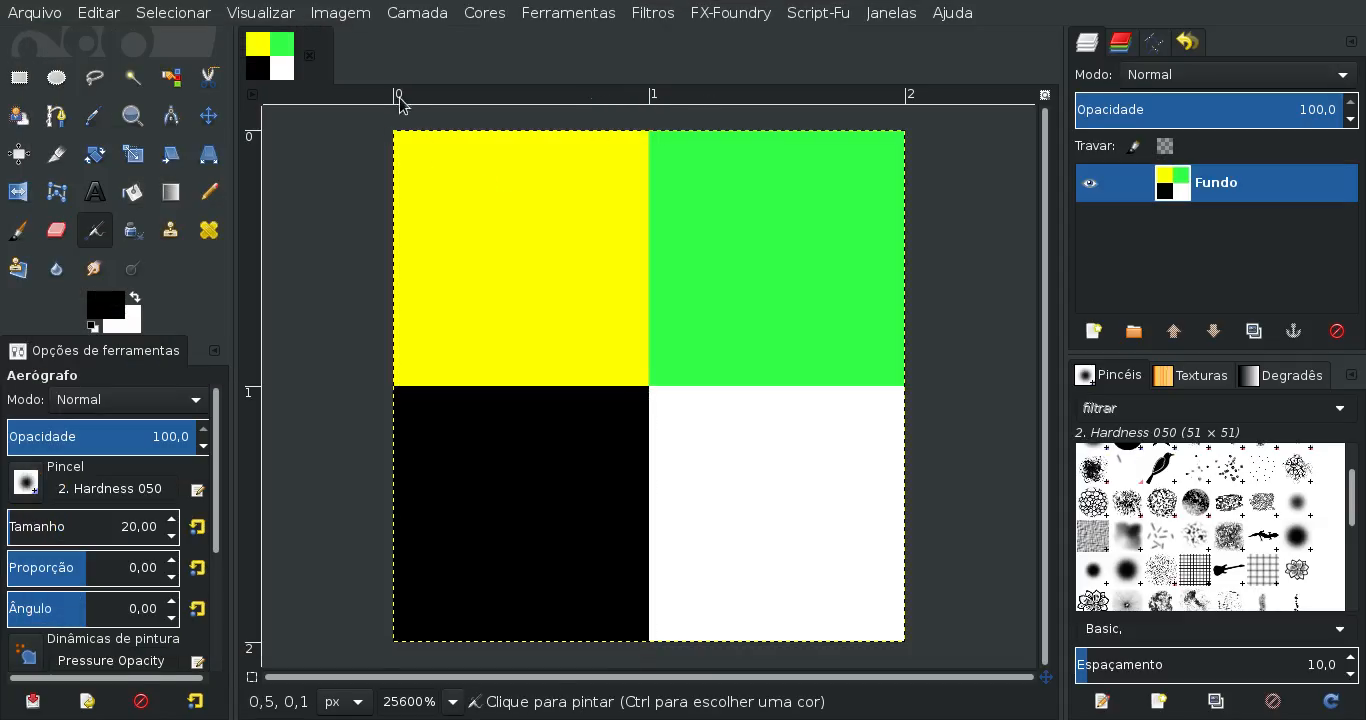 Arquivo Editar Selecionar Visualizar Imagem Camada Cores Ferramentas Filtros FX-Foundry Script-Fu Janelas Ajuda
0 1 2
0
1
2
Opções de ferramentas
Aerógrafo
Modo: Normal
Opacidade 100,0
Pincel
2. Hardness 050
Tamanho 20,00
Proporção 0,00
Ângulo 0,00
Dinâmicas de pintura
Pressure Opacity
0,5, 0,1 px 25600% Clique para pintar (Ctrl para escolher uma cor)
Modo: Normal
Opacidade 100,0
Travar:
Fundo
Pincéis Texturas Degradês
filtrar
2. Hardness 050 (51 × 51)
Basic,
Espaçamento 10,0